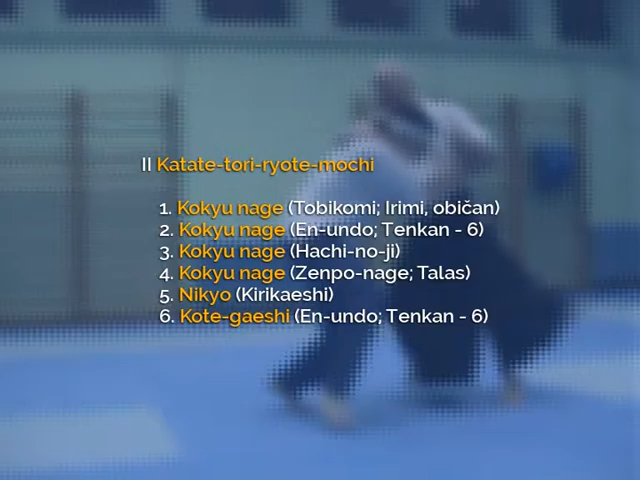 II Katate-tori-ryote-mochi
1. Kokyu nage (Tobikomi; Irimi, običan)
2. Kokyu nage (En-undo; Tenkan - 6)
3. Kokyu nage (Hachi-no-ji)
4. Kokyu nage (Zenpo-nage; Talas)
5. Nikyo (Kirikaeshi)
6. Kote-gaeshi (En-undo; Tenkan - 6)